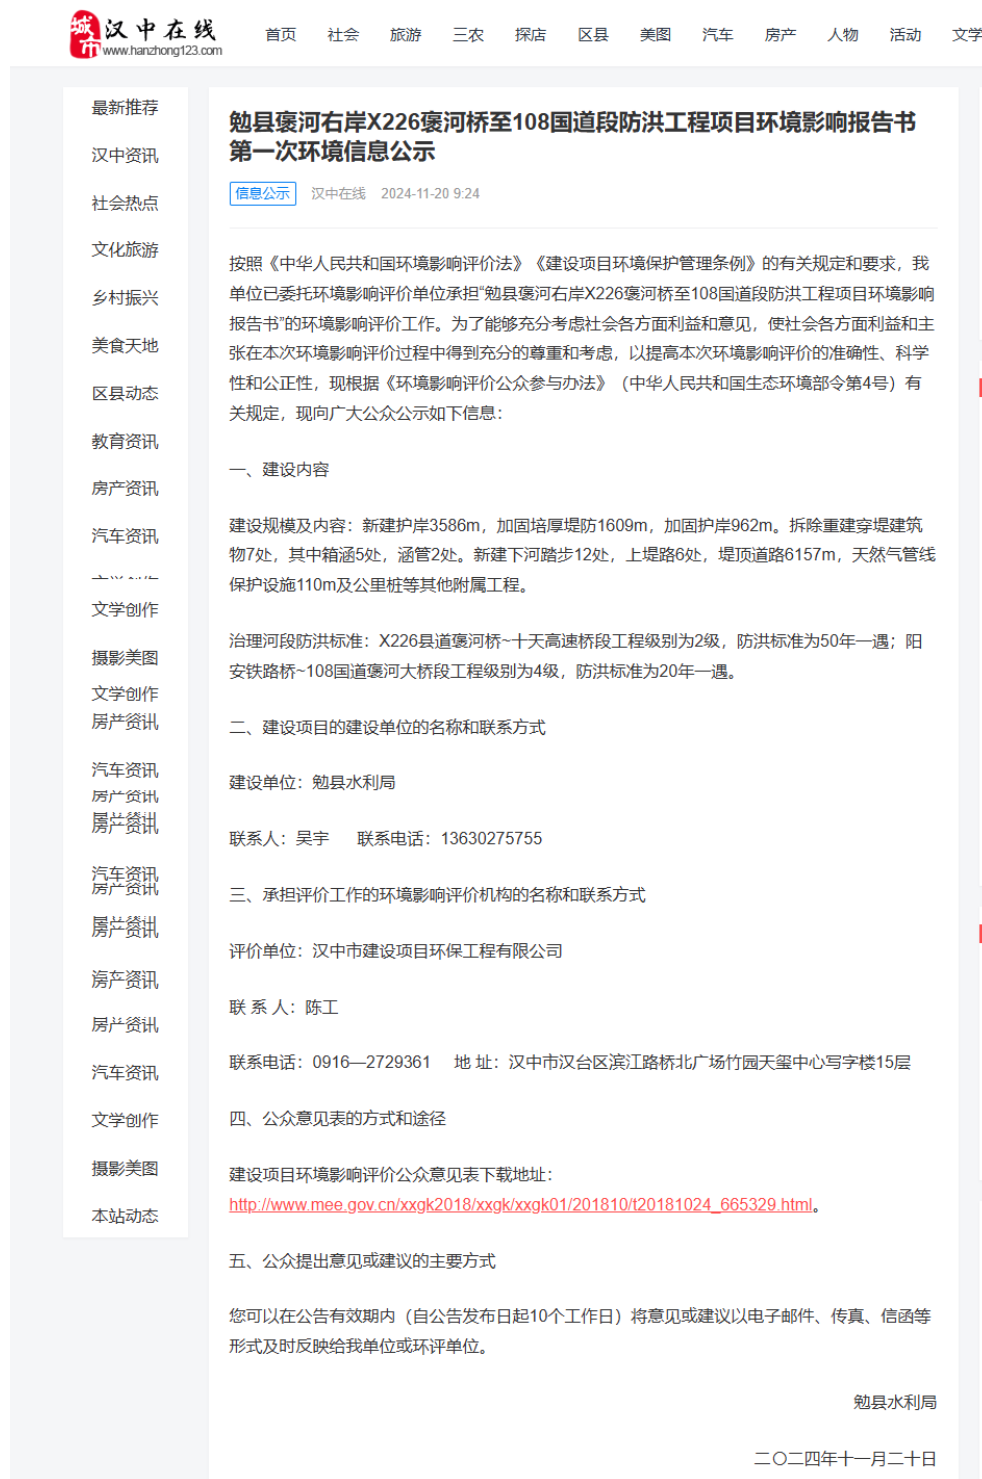 城市
汉中在线
www.hanzhong123.com
首页 社会 旅游 三农 探店 区县 美图 汽车 房产 人物 活动 文学
最新推荐
汉中资讯
社会热点
文化旅游
乡村振兴
美食天地
区县动态
教育资讯
房产资讯
汽车资讯
文学创作
摄影美图
文学创作
房产资讯
汽车资讯
房产资讯
房产资讯
汽车资讯
房产资讯
房产资讯
房产资讯
汽车资讯
文学创作
摄影美图
本站动态
勉县褒河右岸X226褒河桥至108国道段防洪工程项目环境影响报告书
第一次环境信息公示
信息公示 汉中在线 2024-11-20 9:24
按照《中华人民共和国环境影响评价法》《建设项目环境保护管理条例》的有关规定和要求，我
单位已委托环境影响评价单位承担“勉县褒河右岸X226褒河桥至108国道段防洪工程项目环境影响
报告书”的环境影响评价工作。为了能够充分考虑社会各方面利益和意见，使社会各方面利益和主
张在本次环境影响评价过程中得到充分的尊重和考虑，以提高本次环境影响评价的准确性、科学
性和公正性，现根据《环境影响评价公众参与办法》（中华人民共和国生态环境部令第4号）有
关规定，现向广大公众公示如下信息：
一、建设内容
建设规模及内容：新建护岸3586m，加固培厚堤防1609m，加固护岸962m。拆除重建穿堤建筑
物7处，其中箱涵5处，涵管2处。新建下河踏步12处，上堤路6处，堤顶道路6157m，天然气管线
保护设施110m及公里桩等其他附属工程。
治理河段防洪标准：X226县道褒河桥~十天高速桥段工程级别为2级，防洪标准为50年一遇；阳
安铁路桥~108国道褒河大桥段工程级别为4级，防洪标准为20年一遇。
二、建设项目的建设单位的名称和联系方式
建设单位：勉县水利局
联系人：吴宇 联系电话：13630275755
三、承担评价工作的环境影响评价机构的名称和联系方式
评价单位：汉中市建设项目环保工程有限公司
联 系 人：陈工
联系电话：0916—2729361 地 址：汉中市汉台区滨江路桥北广场竹园天玺中心写字楼15层
四、公众意见表的方式和途径
建设项目环境影响评价公众意见表下载地址：
http://www.mee.gov.cn/xxgk2018/xxgk/xxgk01/201810/t20181024_665329.html。
五、公众提出意见或建议的主要方式
您可以在公告有效期内（自公告发布日起10个工作日）将意见或建议以电子邮件、传真、信函等
形式及时反映给我单位或环评单位。
勉县水利局
二〇二四年十一月二十日